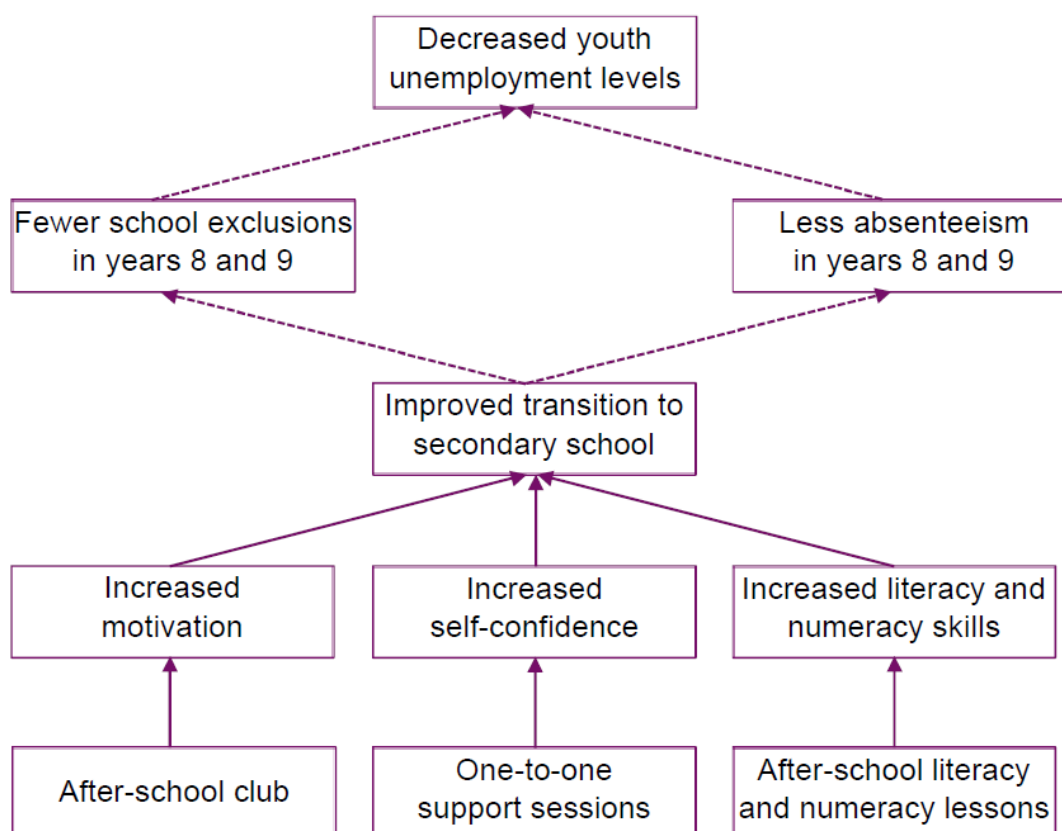 Decreased youth
unemployment levels
Fewer school exclusions
in years 8 and 9
Less absenteeism
in years 8 and 9
Improved transition to
secondary school
Increased
motivation
Increased
self-confidence
Increased literacy and
numeracy skills
After-school club
One-to-one
support sessions
After-school literacy
and numeracy lessons